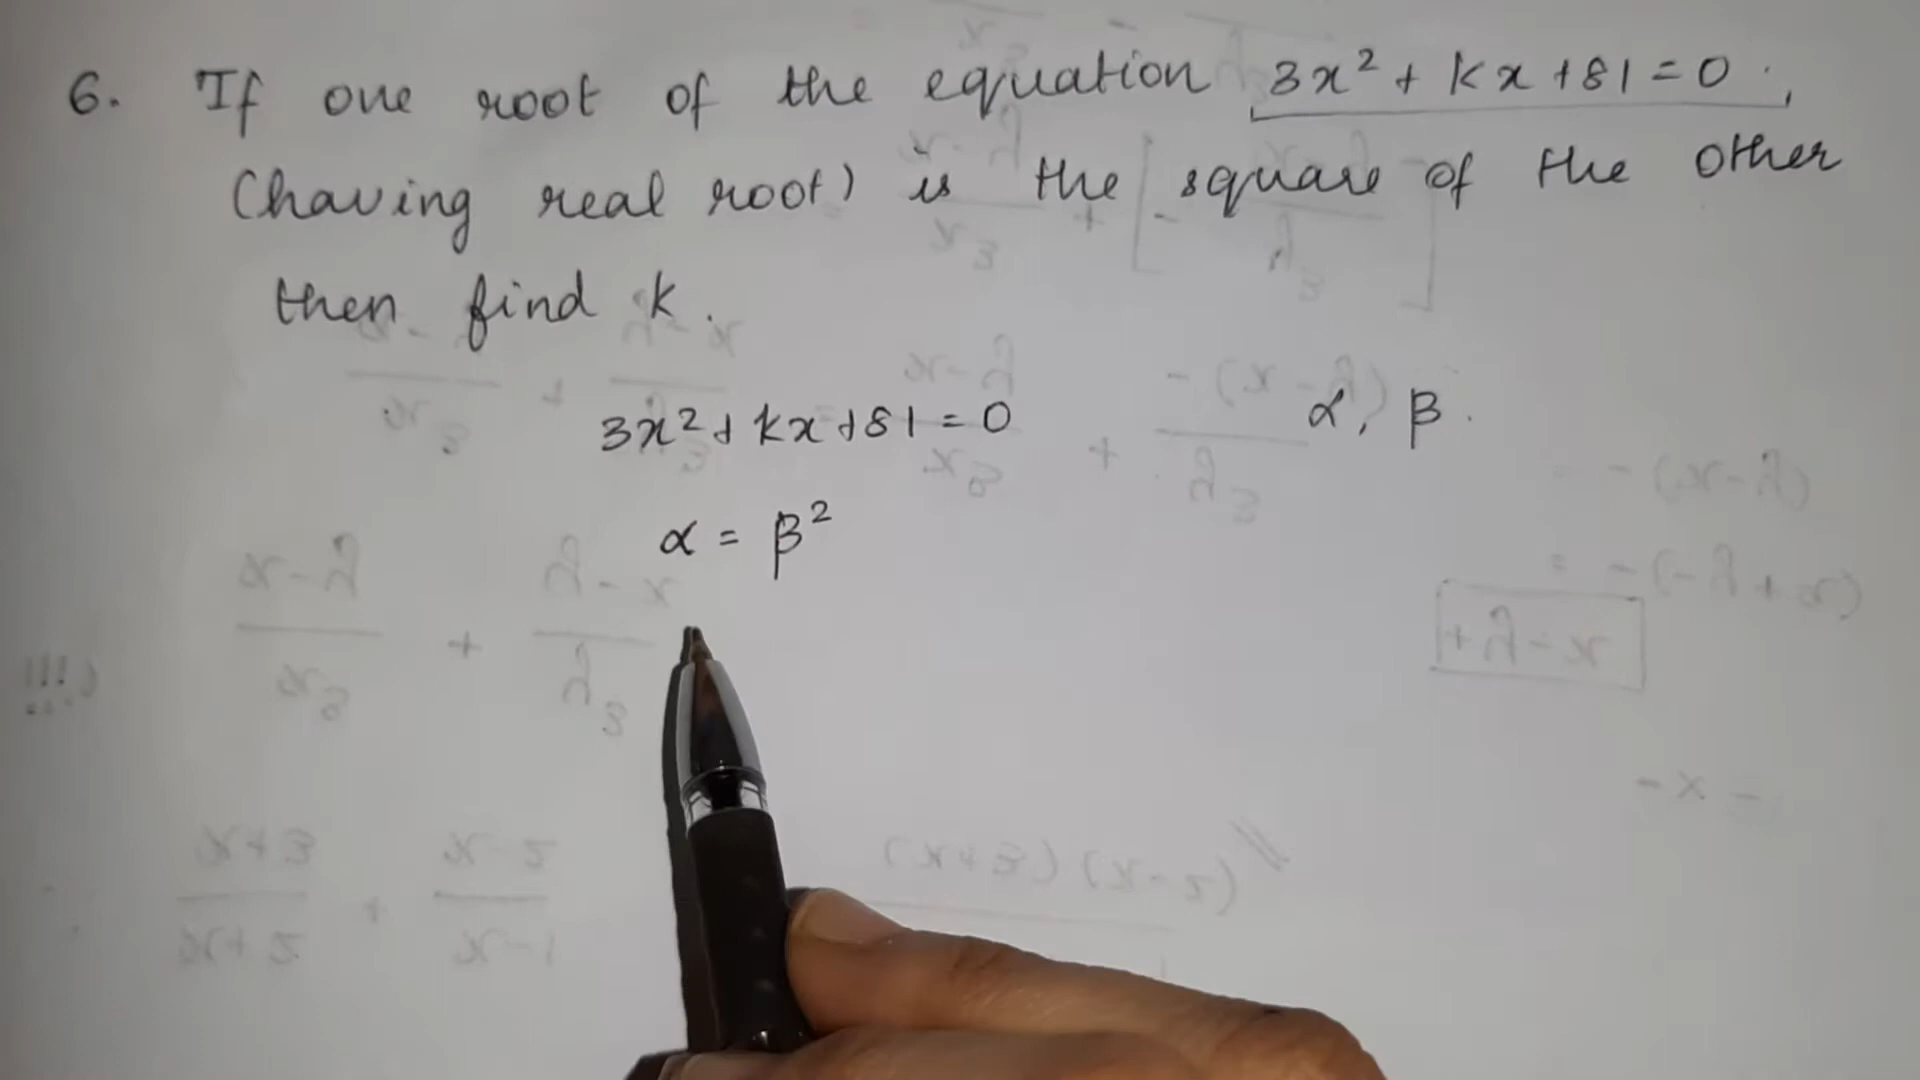 6. If one root of the equation 3x² + kx + 81 = 0,
(having real root) is the square of the other
then find k.
3x² + kx + 81 = 0 α, β.
α = β²